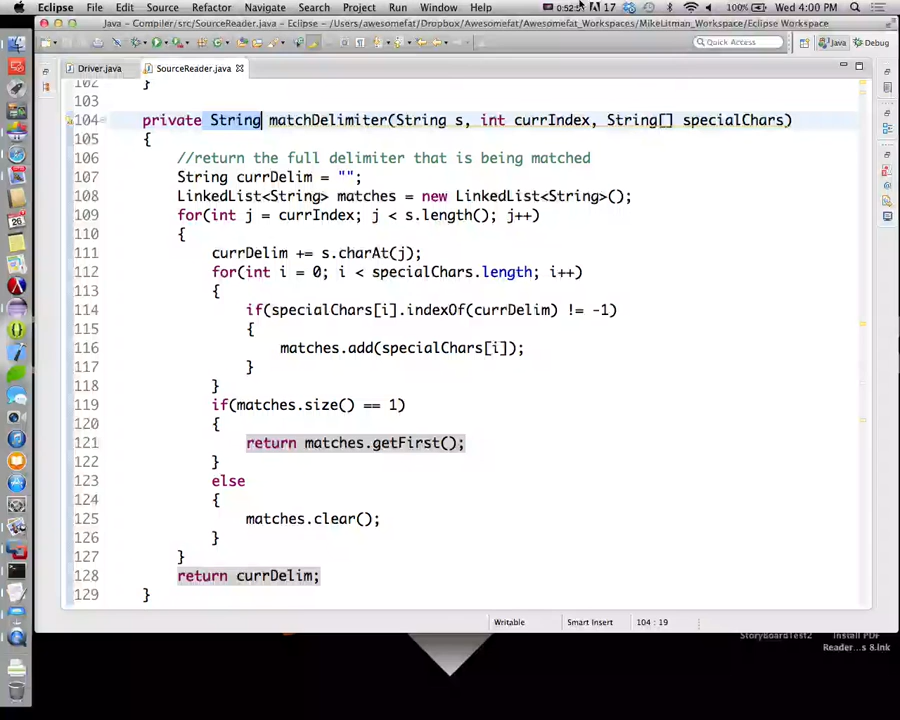 Eclipse File Edit Source Refactor Navigate Search Project Run Window Help 17 100% Wed 4:00 PM
Java - Compiler/src/SourceReader.java - Eclipse - /Users/awesomefat/Dropbox/Awesomefat_Workspaces/MikeLitman_Workspace/Eclipse Workspace
Quick Access Java Debug
Driver.java SourceReader.java
102 }
103
104 private String matchDelimiter(String s, int currIndex, String[] specialChars)
105 {
106 //return the full delimiter that is being matched
107 String currDelim = "";
108 LinkedList<String> matches = new LinkedList<String>();
109 for(int j = currIndex; j < s.length(); j++)
110 {
111 currDelim += s.charAt(j);
112 for(int i = 0; i < specialChars.length; i++)
113 {
114 if(specialChars[i].indexOf(currDelim) != -1)
115 {
116 matches.add(specialChars[i]);
117 }
118 }
119 if(matches.size() == 1)
120 {
121 return matches.getFirst();
122 }
123 else
124 {
125 matches.clear();
126 }
127 }
128 return currDelim;
129 }
Writable Smart Insert 104 : 19
StoryBoardTest2 Install PDF
Reader...s 8.lnk